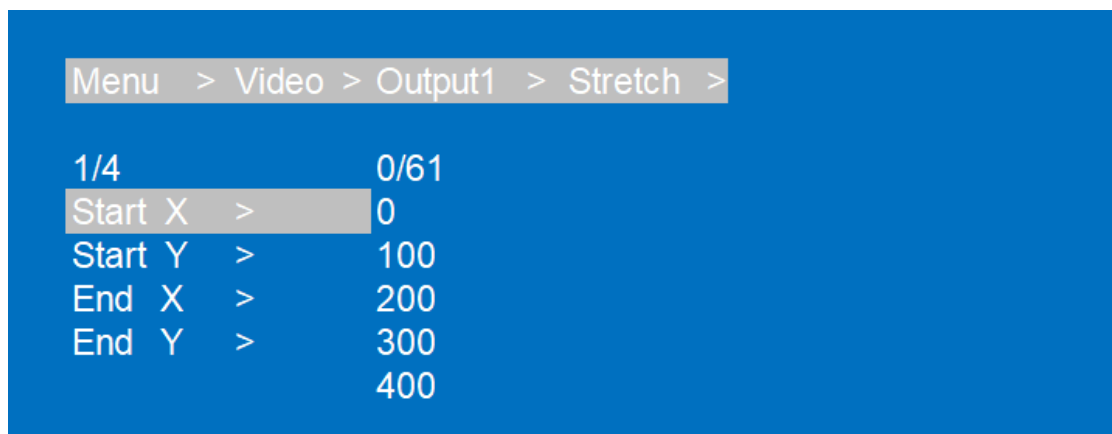 Menu > Video > Output1 > Stretch >
1/4 0/61
Start X > 0
Start Y > 100
End X > 200
End Y > 300
400